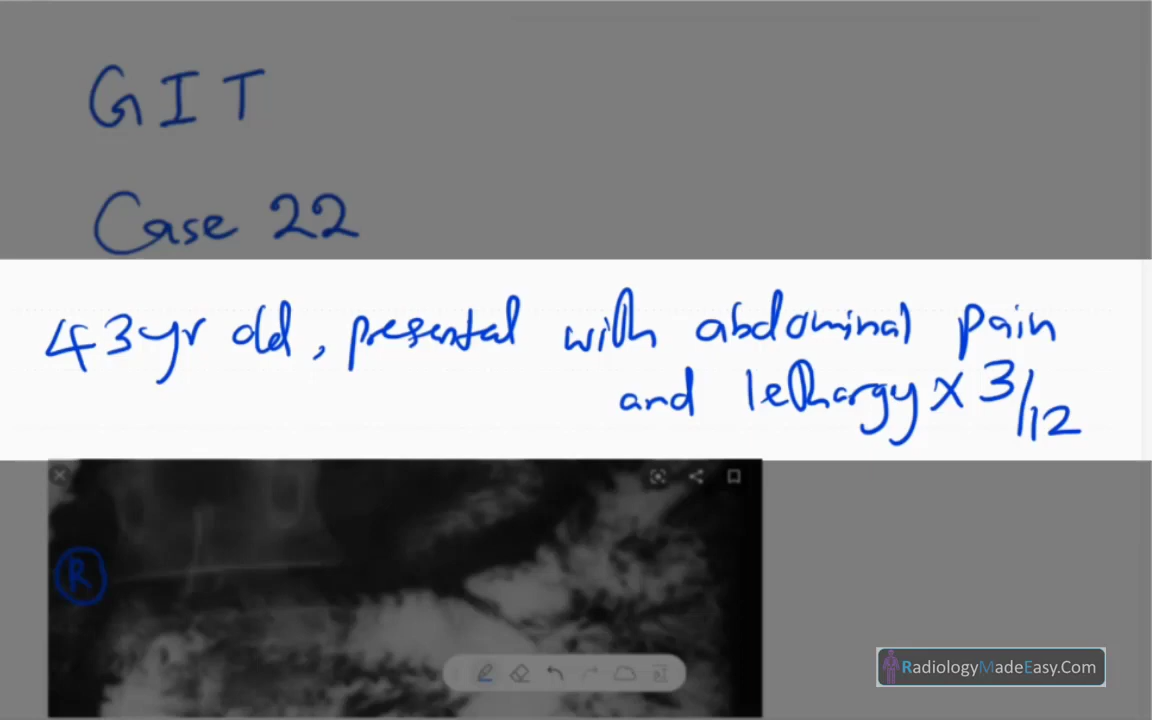 GIT
Case 22
43yr old, presented with abdominal pain
and lethargy x 3/12
R
RadiologyMadeEasy.Com